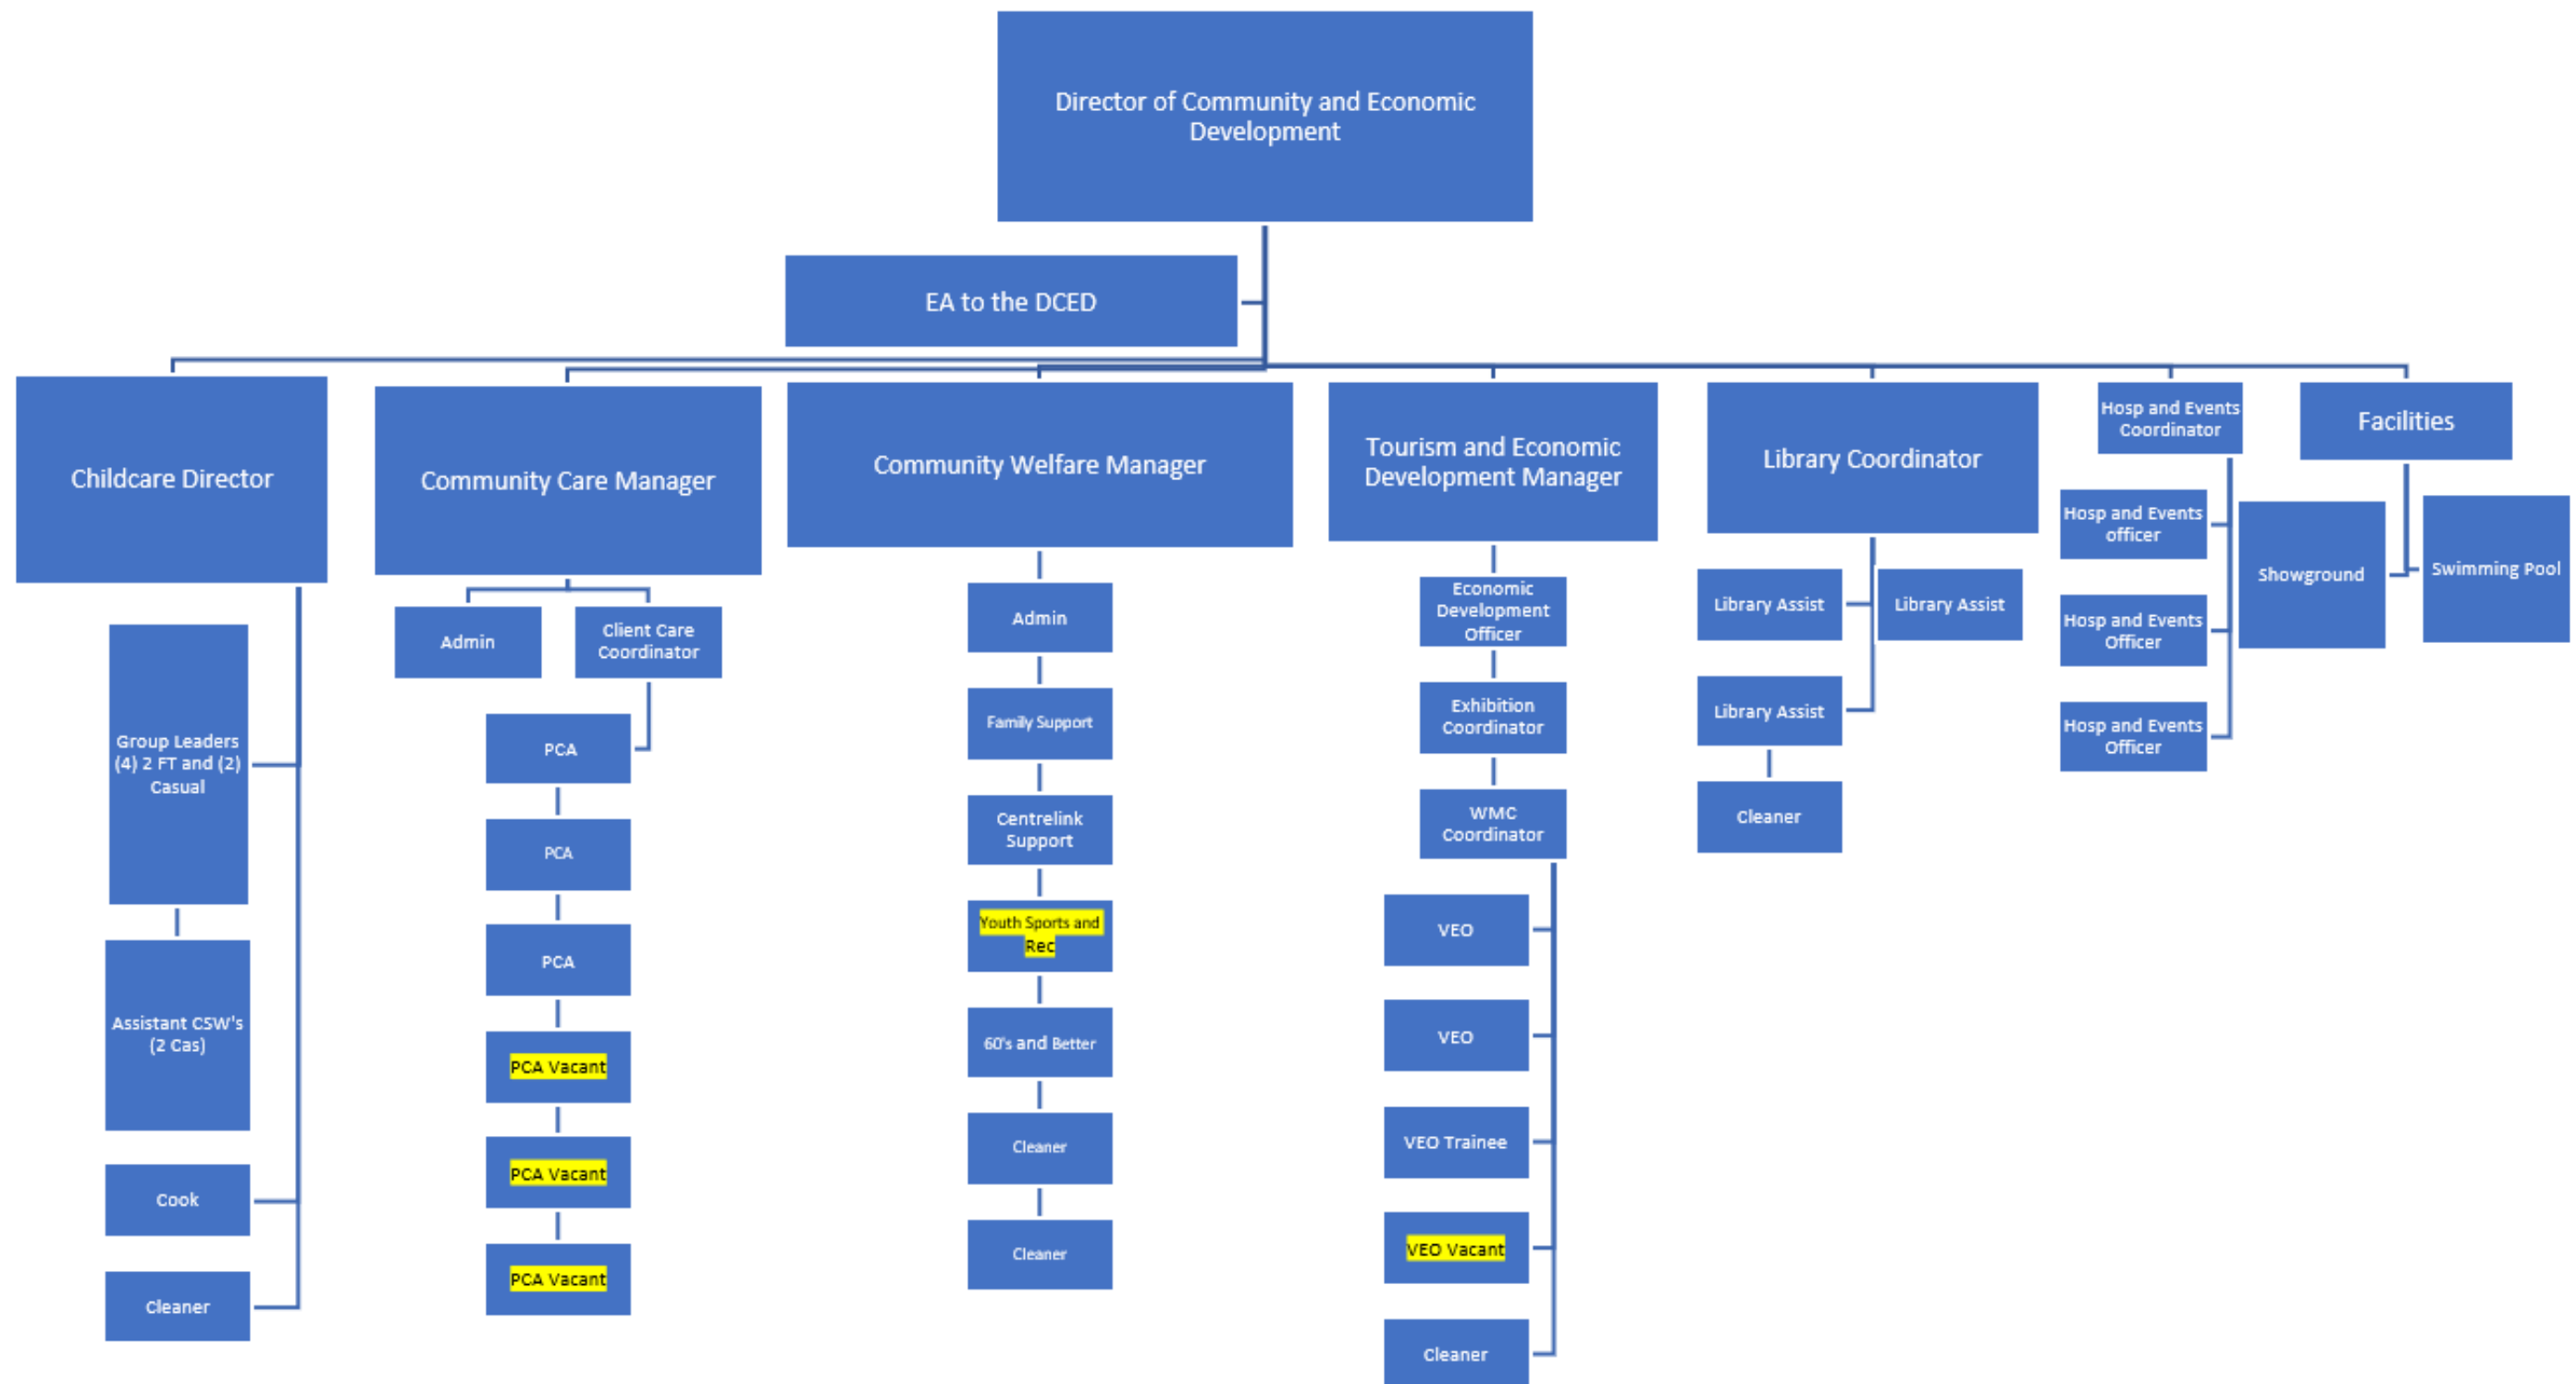 Director of Community and Economic
Development
EA to the DCED
Childcare Director
Community Care Manager
Community Welfare Manager
Tourism and Economic
Development Manager
Library Coordinator
Hosp and Events
Coordinator
Facilities
Group Leaders
(4) 2 FT and (2)
Casual
Assistant CSW's
(2 Cas)
Cook
Cleaner
Admin
Client Care
Coordinator
PCA
PCA
PCA
PCA Vacant
PCA Vacant
PCA Vacant
Admin
Family Support
Centrelink
Support
Youth Sports and
Rec
60's and Better
Cleaner
Cleaner
Economic
Development
Officer
Exhibition
Coordinator
WMC
Coordinator
VEO
VEO
VEO Trainee
VEO Vacant
Cleaner
Library Assist
Library Assist
Library Assist
Cleaner
Hosp and Events
officer
Hosp and Events
Officer
Hosp and Events
Officer
Showground
Swimming Pool